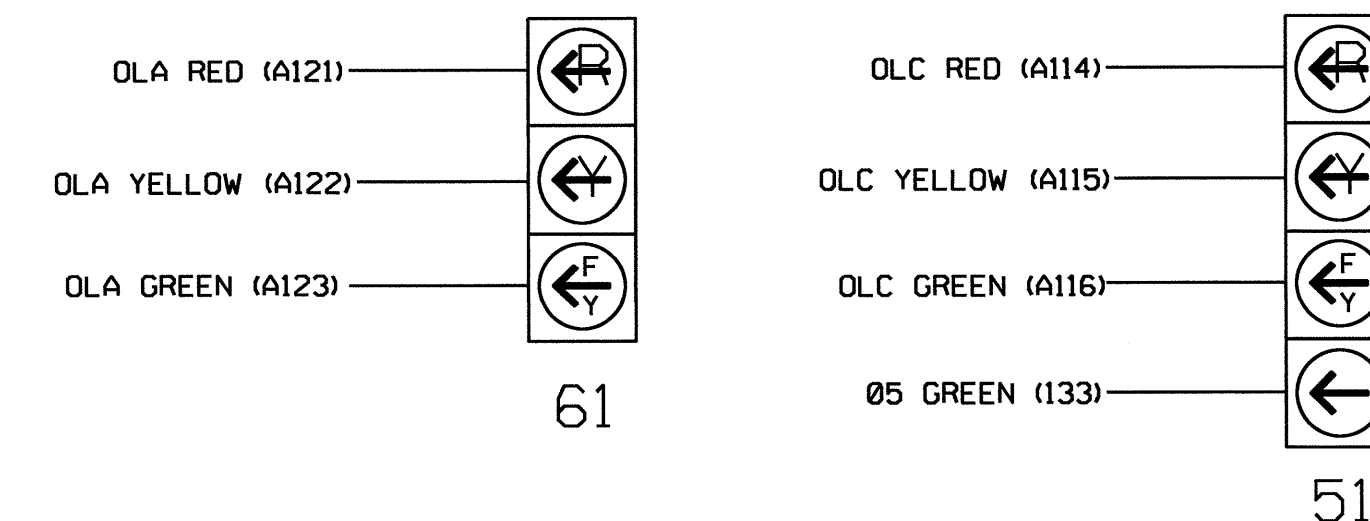 OLA RED (A121)
R
OLA YELLOW (A122)
Y
OLA GREEN (A123)
F
Y
61
OLC RED (A114)
R
OLC YELLOW (A115)
Y
OLC GREEN (A116)
F
Y
Ø5 GREEN (133)
51